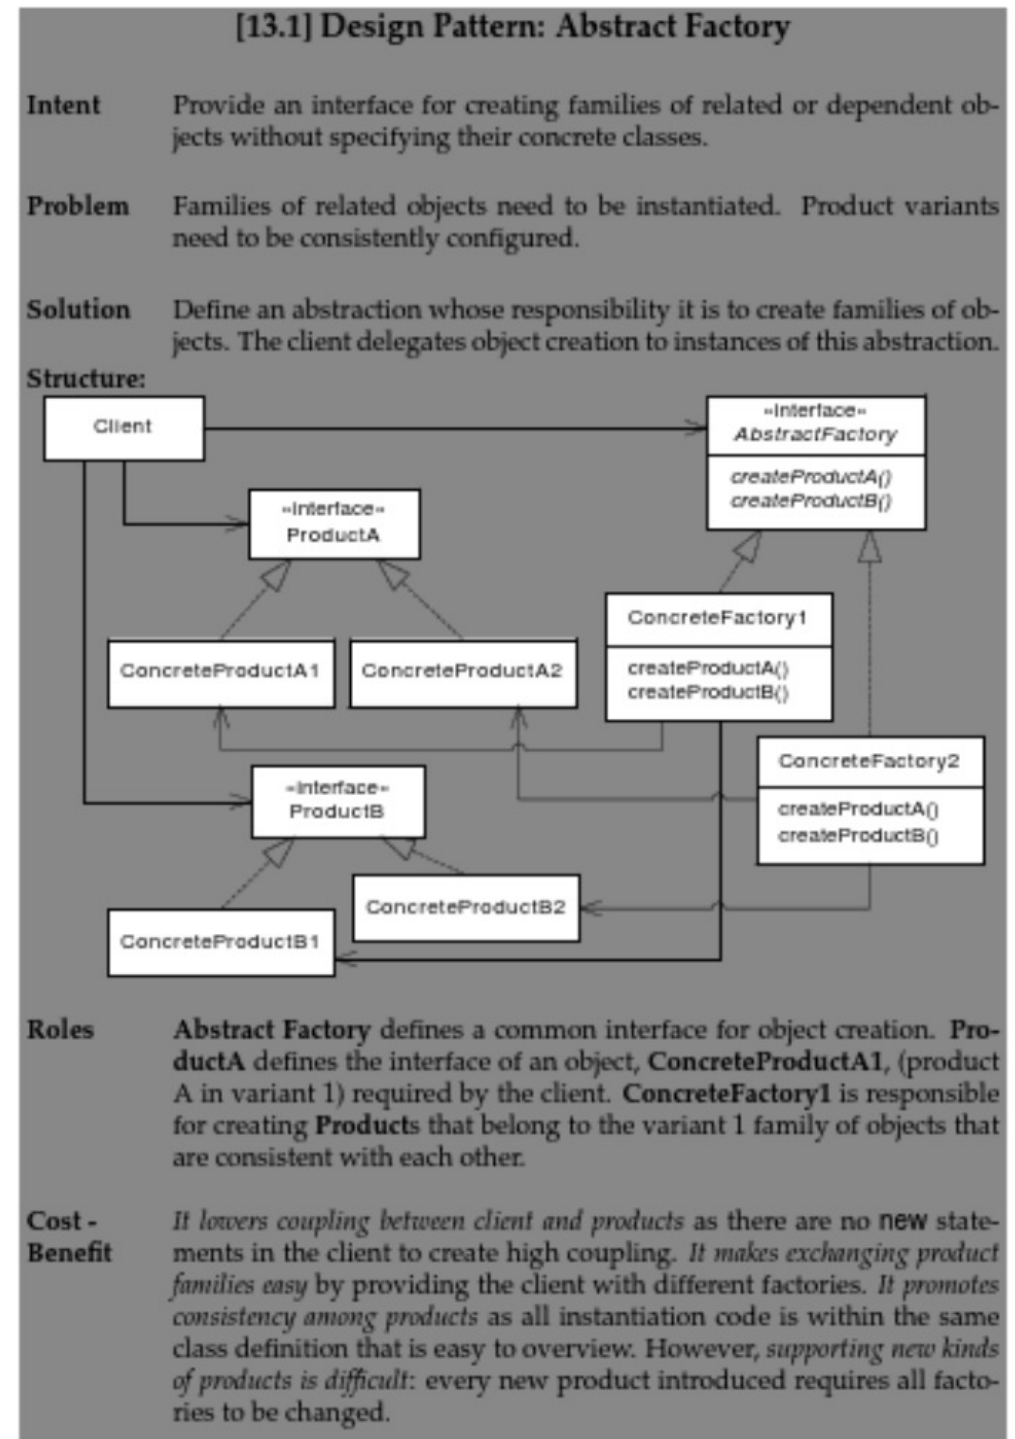 [13.1] Design Pattern: Abstract Factory
Intent Provide an interface for creating families of related or dependent ob-
jects without specifying their concrete classes.
Problem Families of related objects need to be instantiated. Product variants
need to be consistently configured.
Solution Define an abstraction whose responsibility it is to create families of ob-
jects. The client delegates object creation to instances of this abstraction.
Structure:
Client
«Interface»
AbstractFactory
createProductA()
createProductB()
«Interface»
ProductA
ConcreteFactory1
createProductA()
createProductB()
ConcreteProductA1
ConcreteProductA2
ConcreteFactory2
createProductA()
createProductB()
«Interface»
ProductB
ConcreteProductB2
ConcreteProductB1
Roles Abstract Factory defines a common interface for object creation. Pro-
ductA defines the interface of an object, ConcreteProductA1, (product
A in variant 1) required by the client. ConcreteFactory1 is responsible
for creating Products that belong to the variant 1 family of objects that
are consistent with each other.
Cost - It lowers coupling between client and products as there are no new state-
Benefit ments in the client to create high coupling. It makes exchanging product
families easy by providing the client with different factories. It promotes
consistency among products as all instantiation code is within the same
class definition that is easy to overview. However, supporting new kinds
of products is difficult: every new product introduced requires all facto-
ries to be changed.